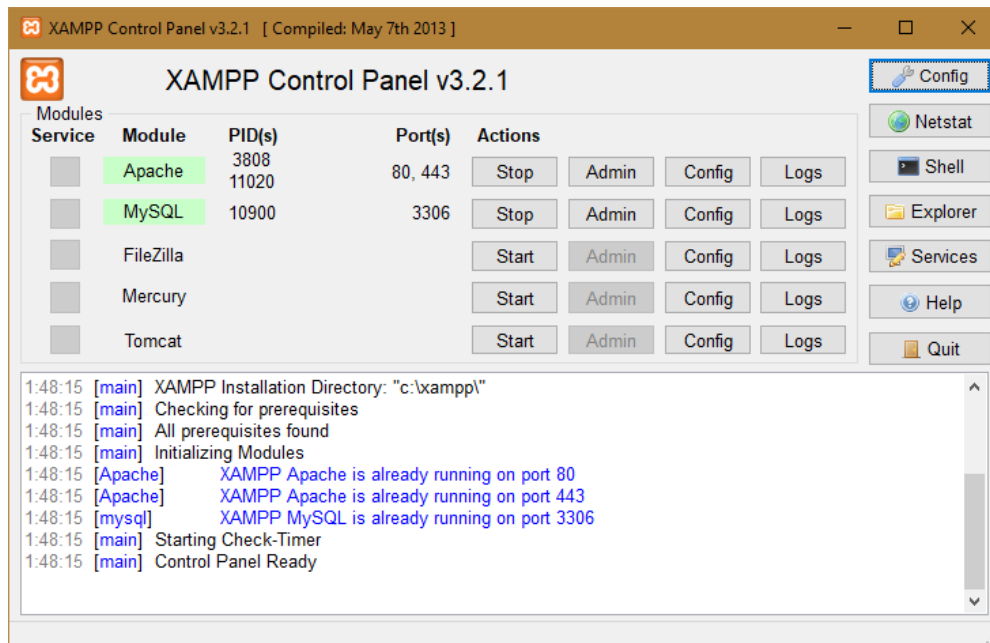 XAMPP Control Panel v3.2.1 [ Compiled: May 7th 2013 ]
XAMPP Control Panel v3.2.1
Config
Netstat
Shell
Explorer
Services
Help
Quit
Modules
Service Module PID(s) Port(s) Actions
Apache 3808 11020 80, 443 Stop Admin Config Logs
MySQL 10900 3306 Stop Admin Config Logs
FileZilla Start Admin Config Logs
Mercury Start Admin Config Logs
Tomcat Start Admin Config Logs
1:48:15 [main] XAMPP Installation Directory: "c:\xampp\"
1:48:15 [main] Checking for prerequisites
1:48:15 [main] All prerequisites found
1:48:15 [main] Initializing Modules
1:48:15 [Apache] XAMPP Apache is already running on port 80
1:48:15 [Apache] XAMPP Apache is already running on port 443
1:48:15 [mysql] XAMPP MySQL is already running on port 3306
1:48:15 [main] Starting Check-Timer
1:48:15 [main] Control Panel Ready